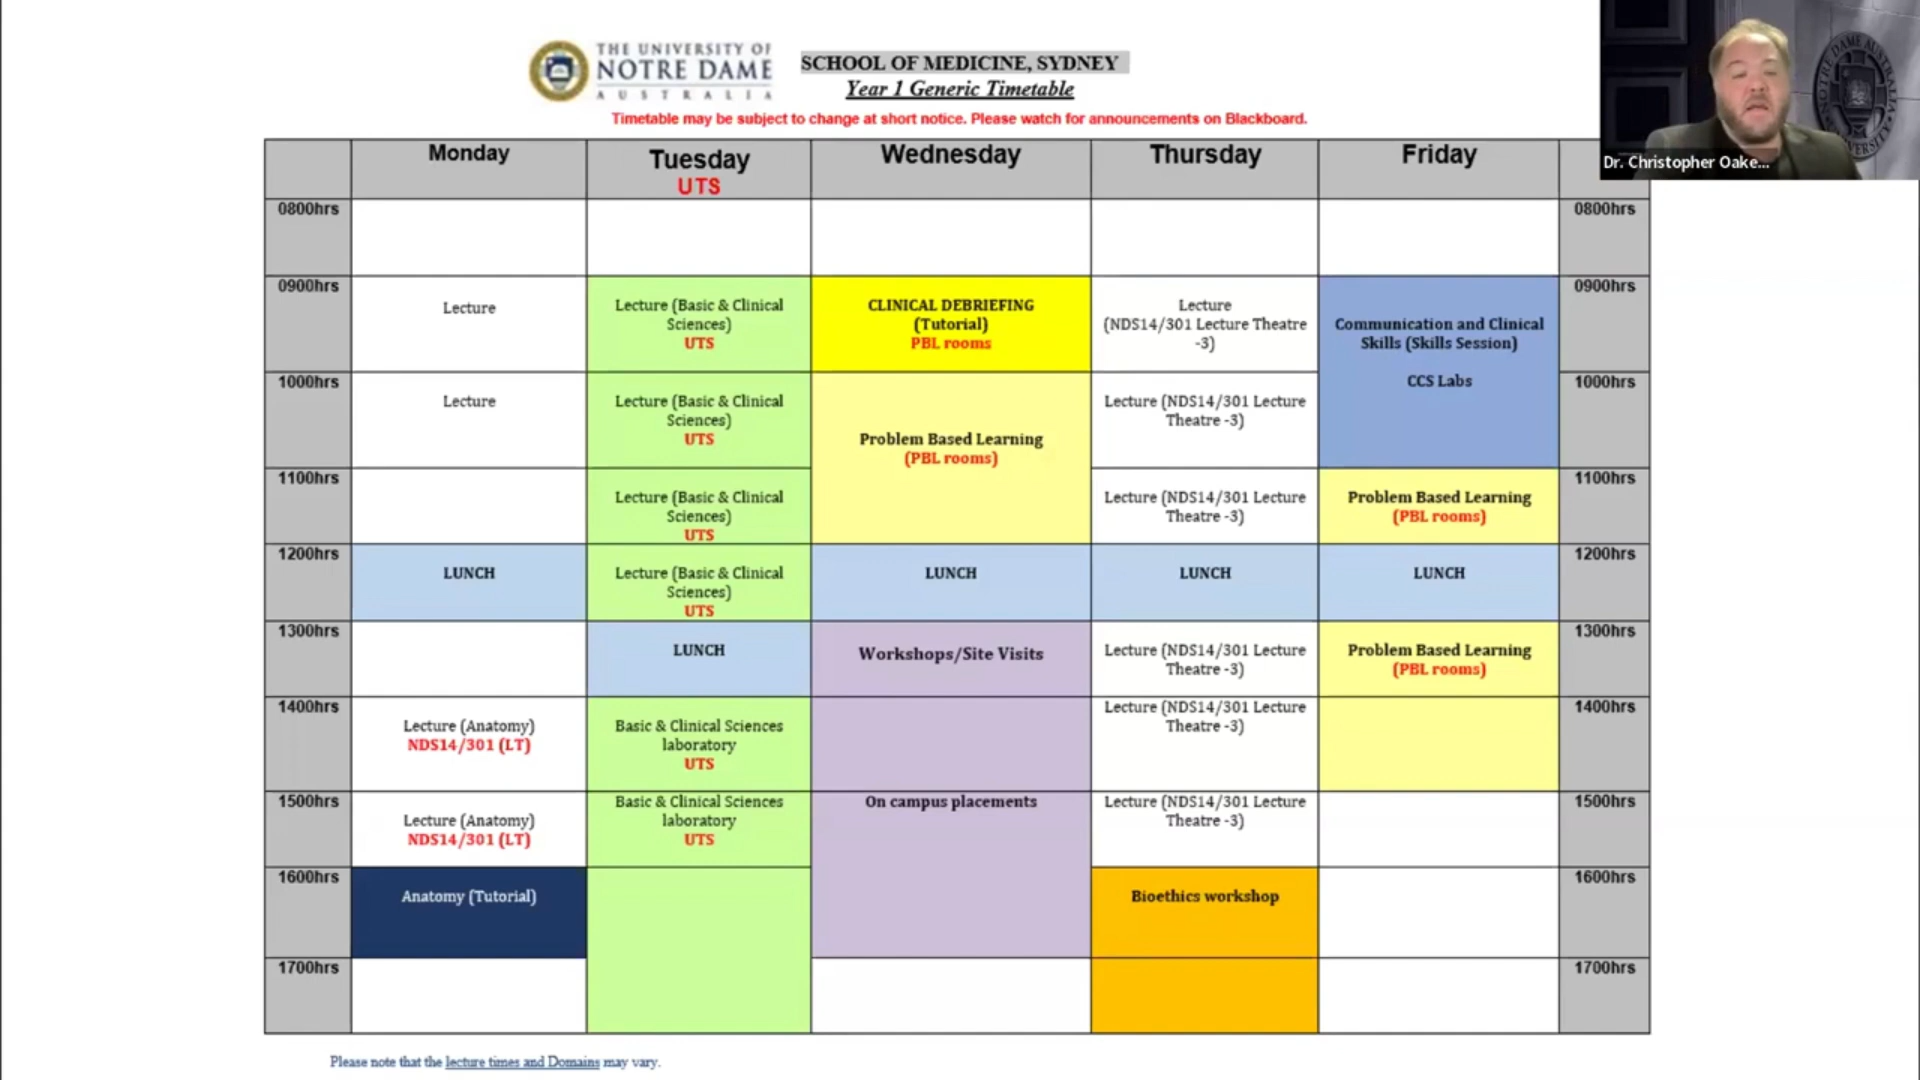 THE UNIVERSITY OF
NOTRE DAME
AUSTRALIA
SCHOOL OF MEDICINE, SYDNEY
Year 1 Generic Timetable
Timetable may be subject to change at short notice. Please watch for announcements on Blackboard.
Dr. Christopher Oake...
Monday
Tuesday
UTS
Wednesday
Thursday
Friday
0800hrs
0800hrs
0900hrs
Lecture
Lecture (Basic & Clinical
Sciences)
UTS
CLINICAL DEBRIEFING
(Tutorial)
PBL rooms
Lecture
(NDS14/301 Lecture Theatre
-3)
Communication and Clinical
Skills (Skills Session)
CCS Labs
0900hrs
1000hrs
Lecture
Lecture (Basic & Clinical
Sciences)
UTS
Problem Based Learning
(PBL rooms)
Lecture (NDS14/301 Lecture
Theatre -3)
1000hrs
1100hrs
Lecture (Basic & Clinical
Sciences)
UTS
Lecture (NDS14/301 Lecture
Theatre -3)
Problem Based Learning
(PBL rooms)
1100hrs
1200hrs
LUNCH
Lecture (Basic & Clinical
Sciences)
UTS
LUNCH
LUNCH
LUNCH
1200hrs
1300hrs
LUNCH
Workshops/Site Visits
Lecture (NDS14/301 Lecture
Theatre -3)
Problem Based Learning
(PBL rooms)
1300hrs
1400hrs
Lecture (Anatomy)
NDS14/301 (LT)
Basic & Clinical Sciences
laboratory
UTS
Lecture (NDS14/301 Lecture
Theatre -3)
1400hrs
1500hrs
Lecture (Anatomy)
NDS14/301 (LT)
Basic & Clinical Sciences
laboratory
UTS
On campus placements
Lecture (NDS14/301 Lecture
Theatre -3)
1500hrs
1600hrs
Anatomy (Tutorial)
Bioethics workshop
1600hrs
1700hrs
1700hrs
Please note that the lecture times and Domains may vary.